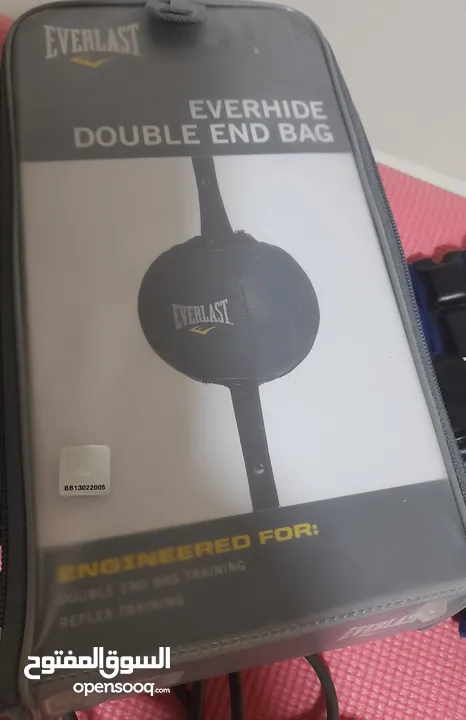 EVERLAST
EVERHIDE
DOUBLE END BAG
EVERLAST
BB13022005
ENGINEERED FOR:
DOUBLE END BAG TRAINING
REFLEX TRAINING
EVERLAST
السوق المفتوح
opensooq.com